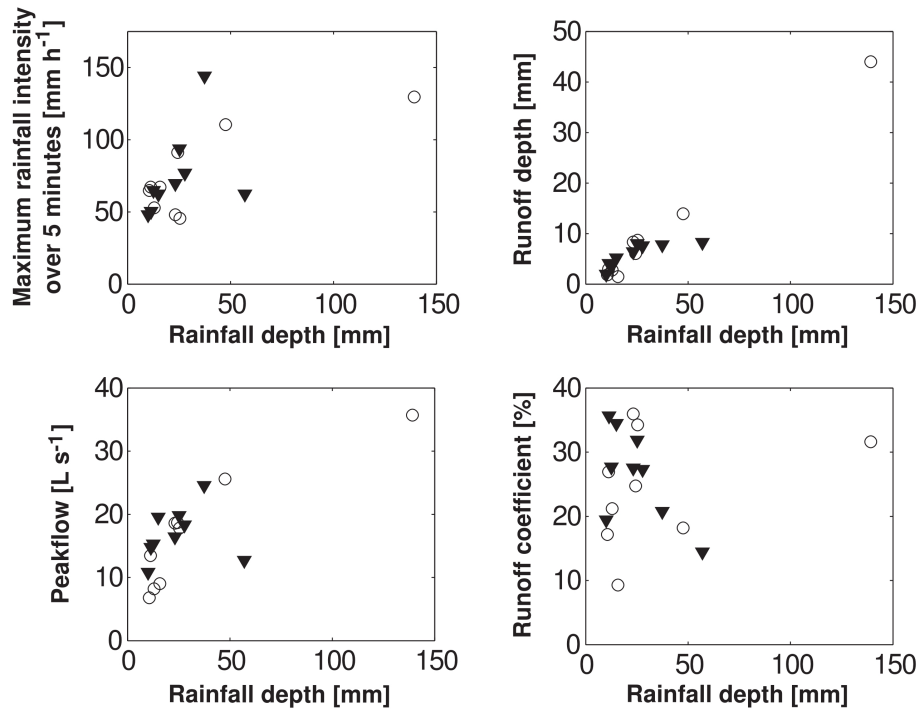 Maximum rainfall intensity
over 5 minutes [mm h-1]
150
100
50
0
0 50 100 150
Rainfall depth [mm]
Runoff depth [mm]
50
40
30
20
10
0
0 50 100 150
Rainfall depth [mm]
Peakflow [L s-1]
40
30
20
10
0
0 50 100 150
Rainfall depth [mm]
Runoff coefficient [%]
40
30
20
10
0
0 50 100 150
Rainfall depth [mm]